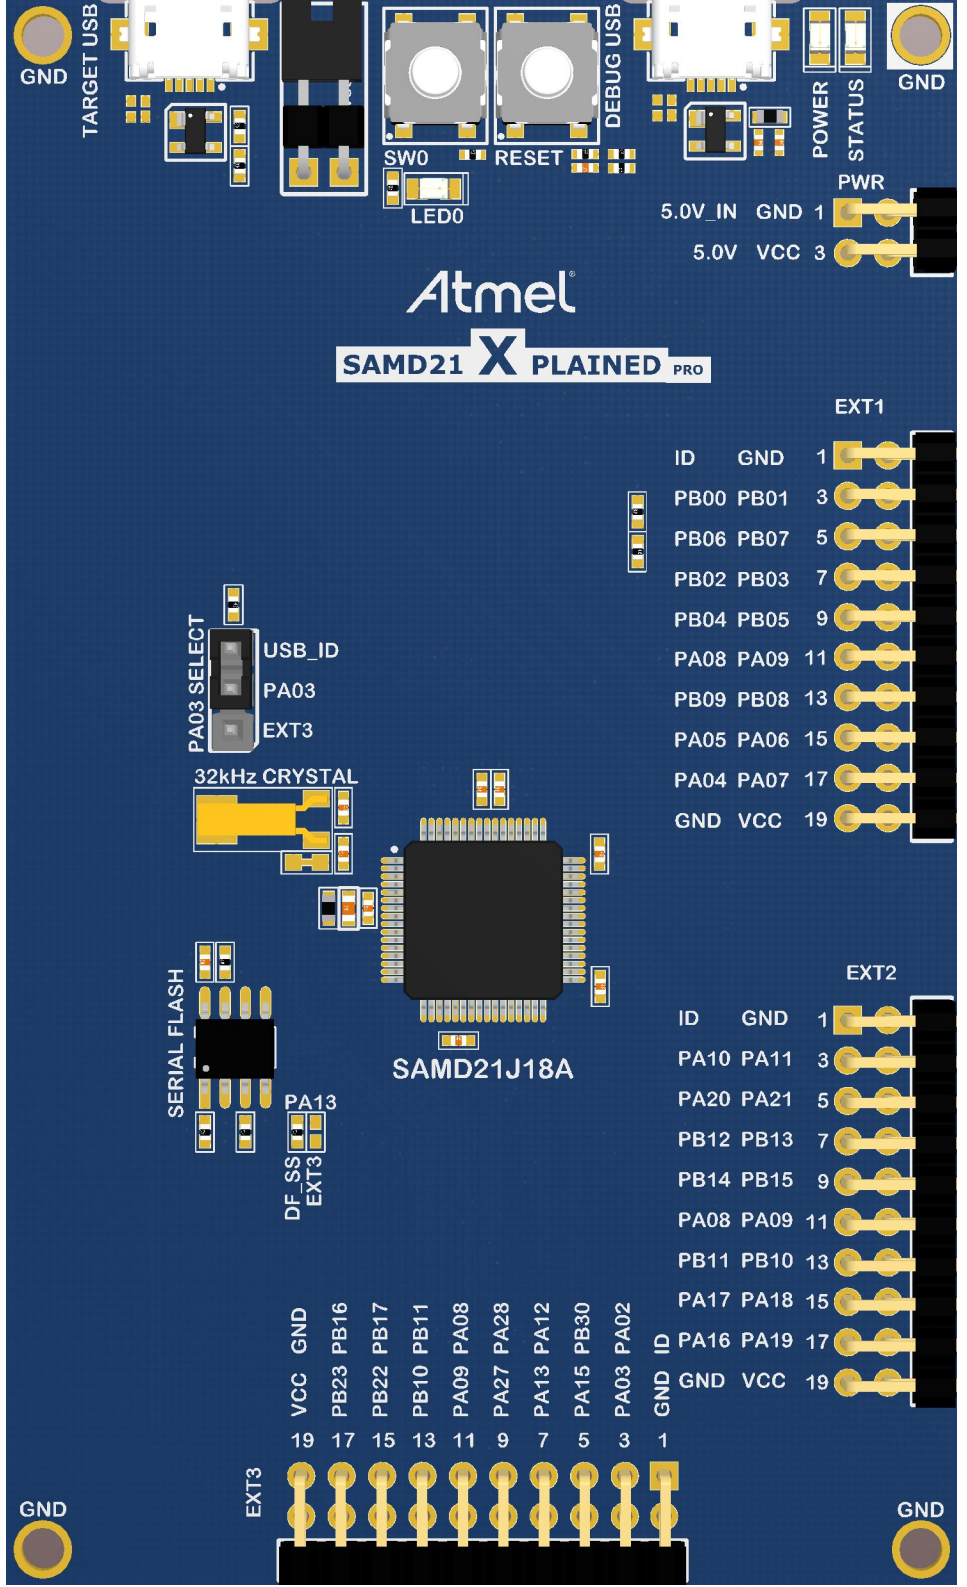 TARGET USB
GND
SW0
RESET
DEBUG USB
POWER
STATUS
GND
LED0
PWR
5.0V_IN GND 1
5.0V VCC 3
Atmel
SAMD21 XPLAINED PRO
EXT1
ID GND 1
PB00 PB01 3
PB06 PB07 5
PB02 PB03 7
PB04 PB05 9
PA08 PA09 11
PB09 PB08 13
PA05 PA06 15
PA04 PA07 17
GND VCC 19
PA03 SELECT
USB_ID
PA03
EXT3
32kHz CRYSTAL
SERIAL FLASH
SAMD21J18A
PA13
DF_SS
EXT3
EXT2
ID GND 1
PA10 PA11 3
PA20 PA21 5
PB12 PB13 7
PB14 PB15 9
PA08 PA09 11
PB11 PB10 13
PA17 PA18 15
PA16 PA19 17
GND VCC 19
VCC GND
PB23 PB16
PB22 PB17
PB10 PB11
PA09 PA08
PA27 PA28
PA13 PA12
PA15 PB30
PA03 PA02
GND ID
19 17 15 13 11 9 7 5 3 1
EXT3
GND
GND